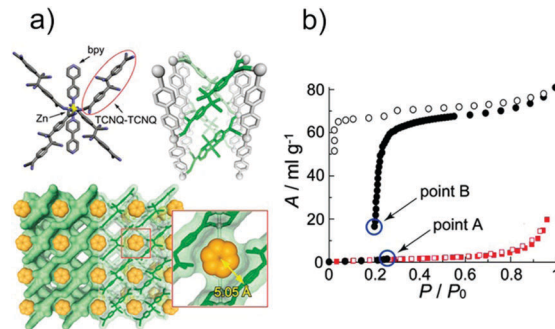 a)
bpy
Zn
TCNQ-TCNQ
5.05 Å
b)
A / ml g⁻¹
80
60
40
20
0
point B
point A
0 0.2 0.4 0.6 0.8 1
P / P₀